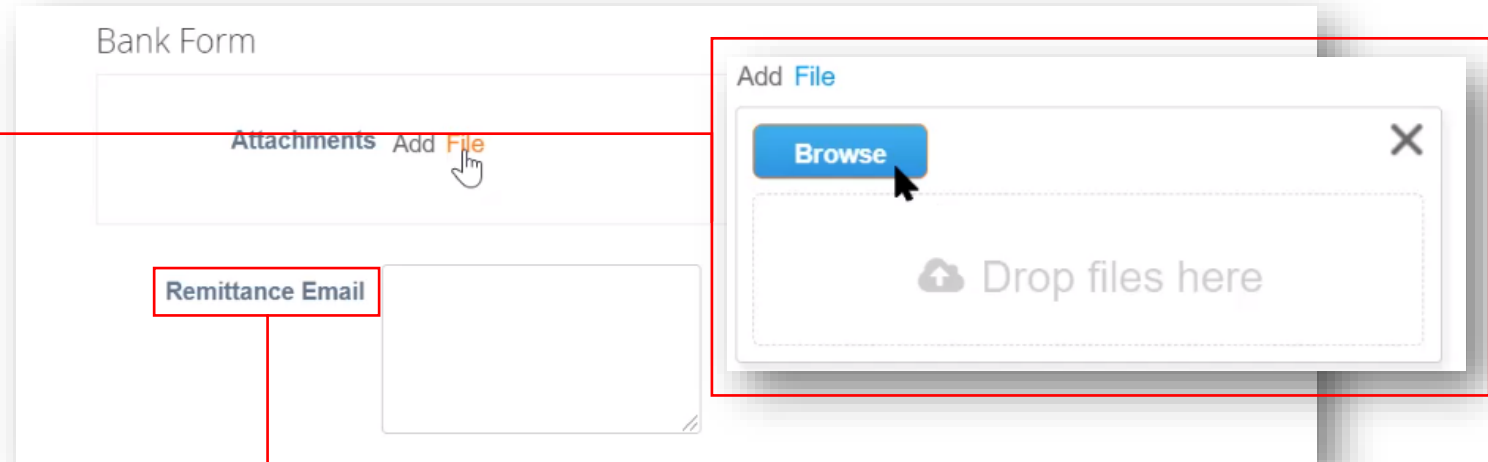 Bank Form
Attachments Add File
Remittance Email
Add File
Browse
Drop files here